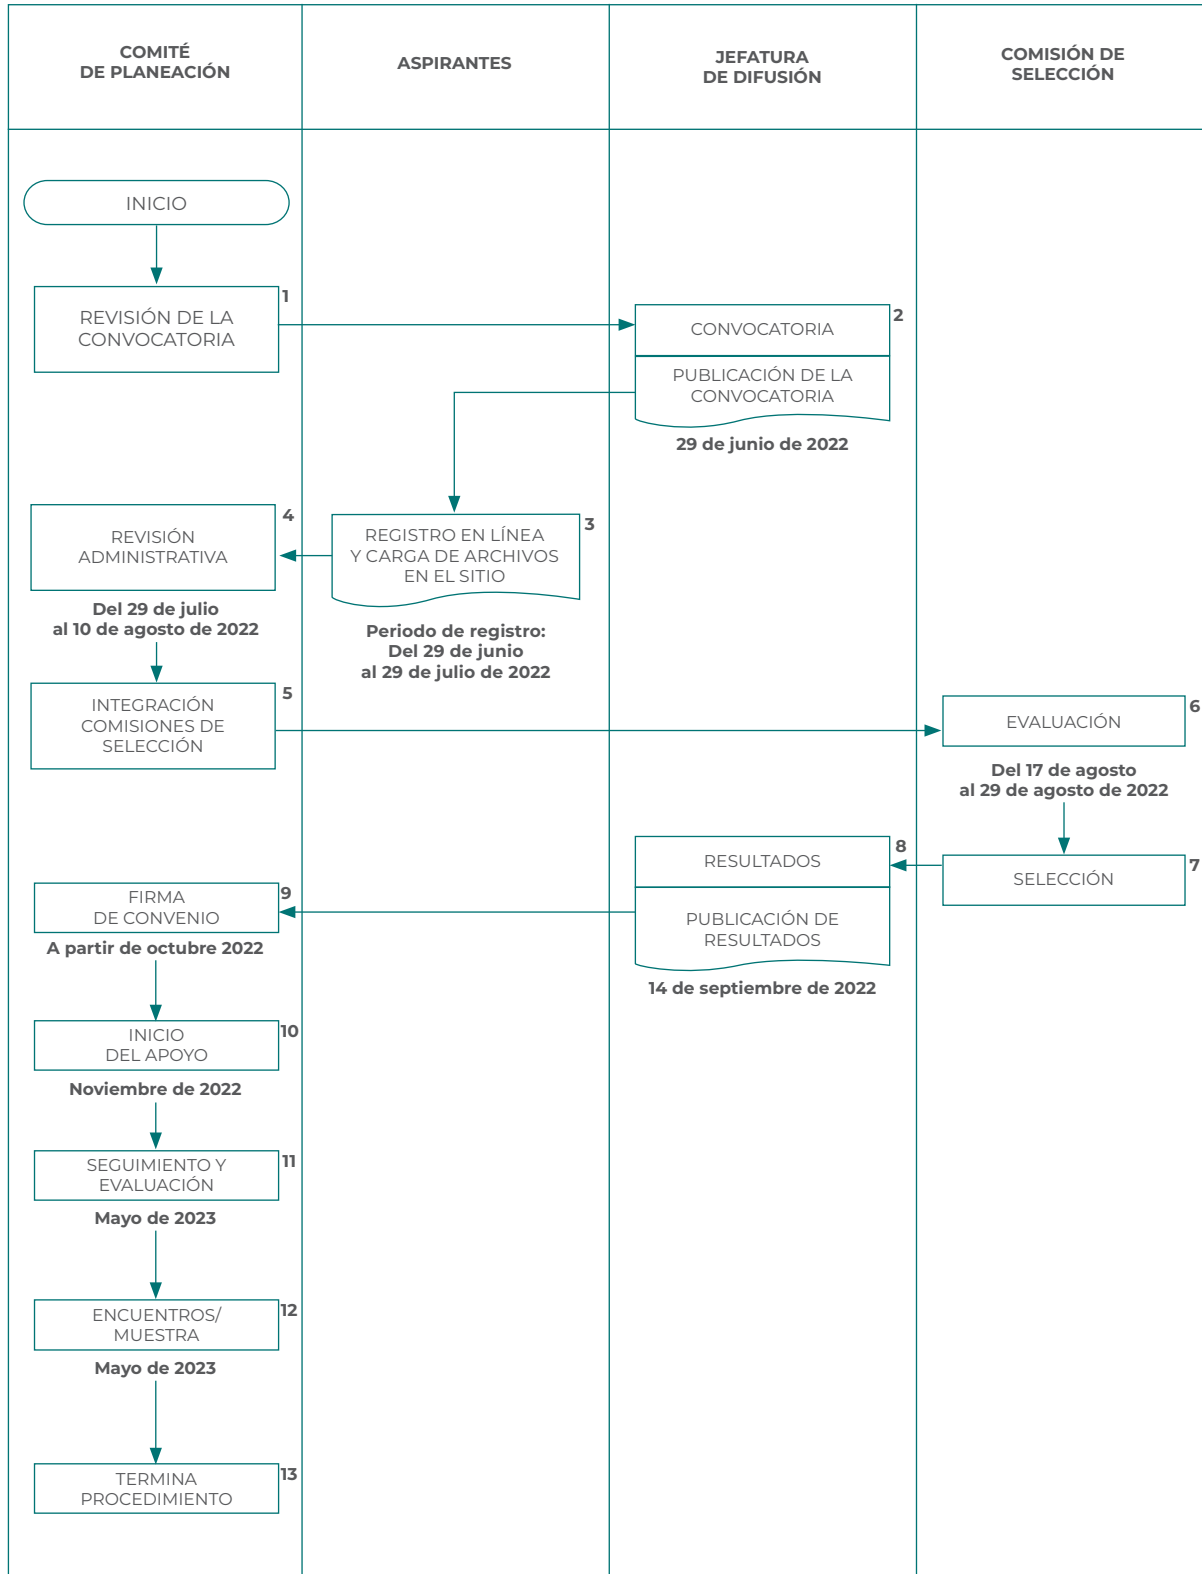 COMITÉ
DE PLANEACIÓN
ASPIRANTES
JEFATURA
DE DIFUSIÓN
COMISIÓN DE
SELECCIÓN
INICIO
1
REVISIÓN DE LA
CONVOCATORIA
2
CONVOCATORIA
PUBLICACIÓN DE LA
CONVOCATORIA
29 de junio de 2022
3
REGISTRO EN LÍNEA
Y CARGA DE ARCHIVOS
EN EL SITIO
Periodo de registro:
Del 29 de junio
al 29 de julio de 2022
4
REVISIÓN
ADMINISTRATIVA
Del 29 de julio
al 10 de agosto de 2022
5
INTEGRACIÓN
COMISIONES DE
SELECCIÓN
6
EVALUACIÓN
Del 17 de agosto
al 29 de agosto de 2022
7
SELECCIÓN
8
RESULTADOS
PUBLICACIÓN DE
RESULTADOS
14 de septiembre de 2022
9
FIRMA
DE CONVENIO
A partir de octubre 2022
10
INICIO
DEL APOYO
Noviembre de 2022
11
SEGUIMIENTO Y
EVALUACIÓN
Mayo de 2023
12
ENCUENTROS/
MUESTRA
Mayo de 2023
13
TERMINA
PROCEDIMIENTO